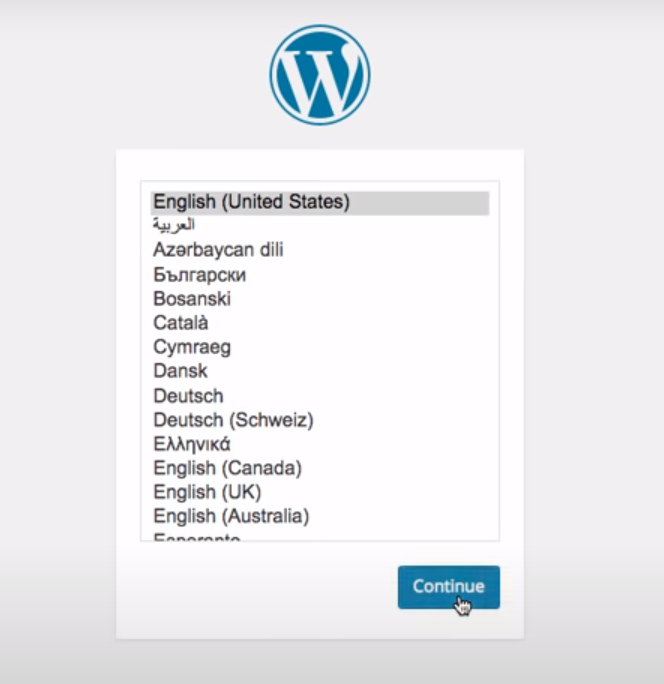 English (United States)
العربية
Azərbaycan dili
Български
Bosanski
Català
Cymraeg
Dansk
Deutsch
Deutsch (Schweiz)
Ελληνικά
English (Canada)
English (UK)
English (Australia)
Esperanto
Continue